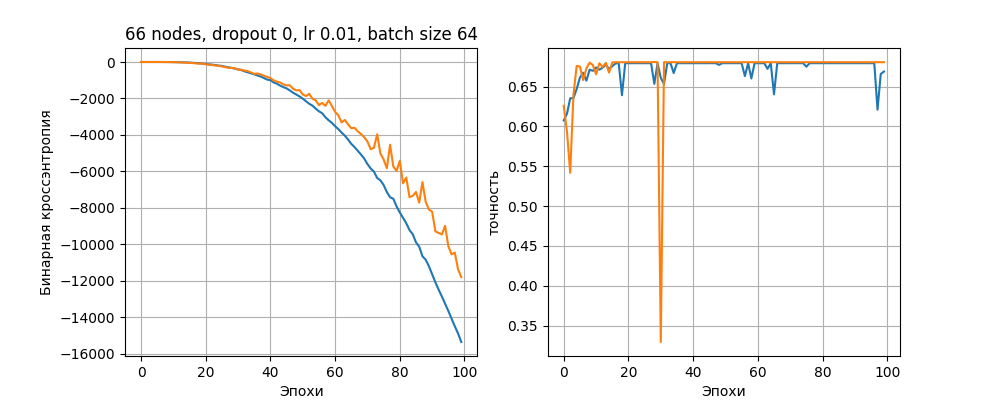 66 nodes, dropout 0, lr 0.01, batch size 64
Бинарная кроссэнтропия
0
−2000
−4000
−6000
−8000
−10000
−12000
−14000
−16000
0 20 40 60 80 100
Эпохи
точность
0.65
0.60
0.55
0.50
0.45
0.40
0.35
0 20 40 60 80 100
Эпохи